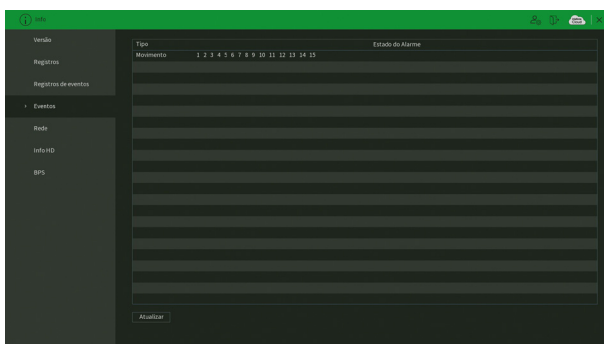 Info
Versão
Registros
Registros de eventos
Eventos
Rede
Info HD
BPS
Tipo Estado do Alarme
Movimento 1 2 3 4 5 6 7 8 9 10 11 12 13 14 15
Atualizar